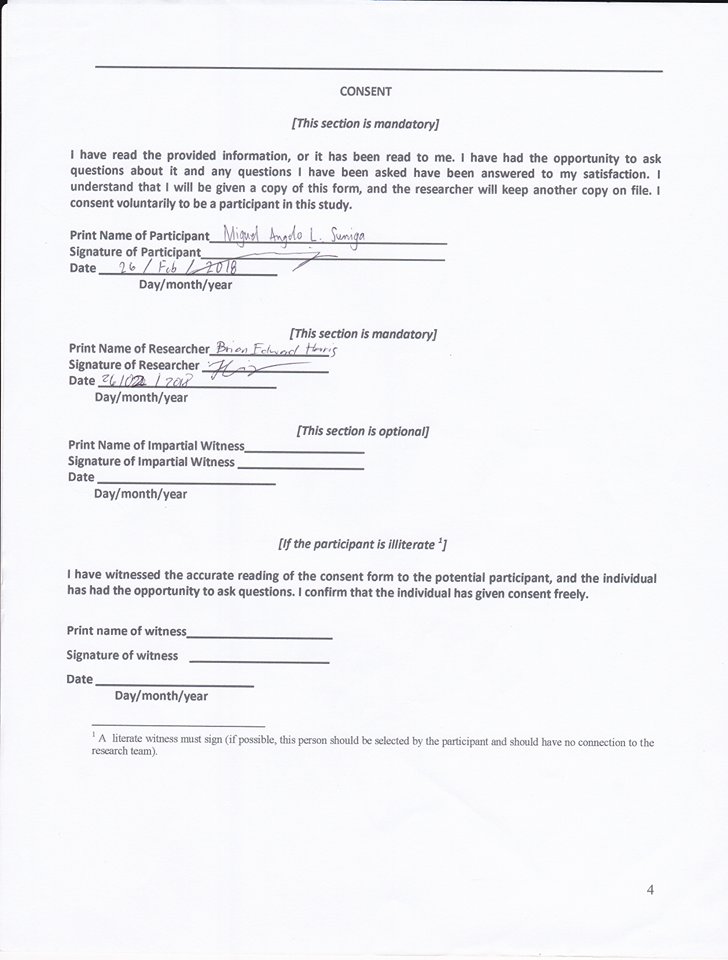 CONSENT
[This section is mandatory]
I have read the provided information, or it has been read to me. I have had the opportunity to ask
questions about it and any questions I have been asked have been answered to my satisfaction. I
understand that I will be given a copy of this form, and the researcher will keep another copy on file. I
consent voluntarily to be a participant in this study.
Print Name of Participant Miguel Angelo L. Suniga
Signature of Participant
Date 26 / Feb / 2018
Day/month/year
[This section is mandatory]
Print Name of Researcher Brian Edward Harris
Signature of Researcher
Date 26/02 / 2018
Day/month/year
[This section is optional]
Print Name of Impartial Witness
Signature of Impartial Witness
Date
Day/month/year
[If the participant is illiterate 1]
I have witnessed the accurate reading of the consent form to the potential participant, and the individual
has had the opportunity to ask questions. I confirm that the individual has given consent freely.
Print name of witness
Signature of witness
Date
Day/month/year
1 A literate witness must sign (if possible, this person should be selected by the participant and should have no connection to the
research team).
4